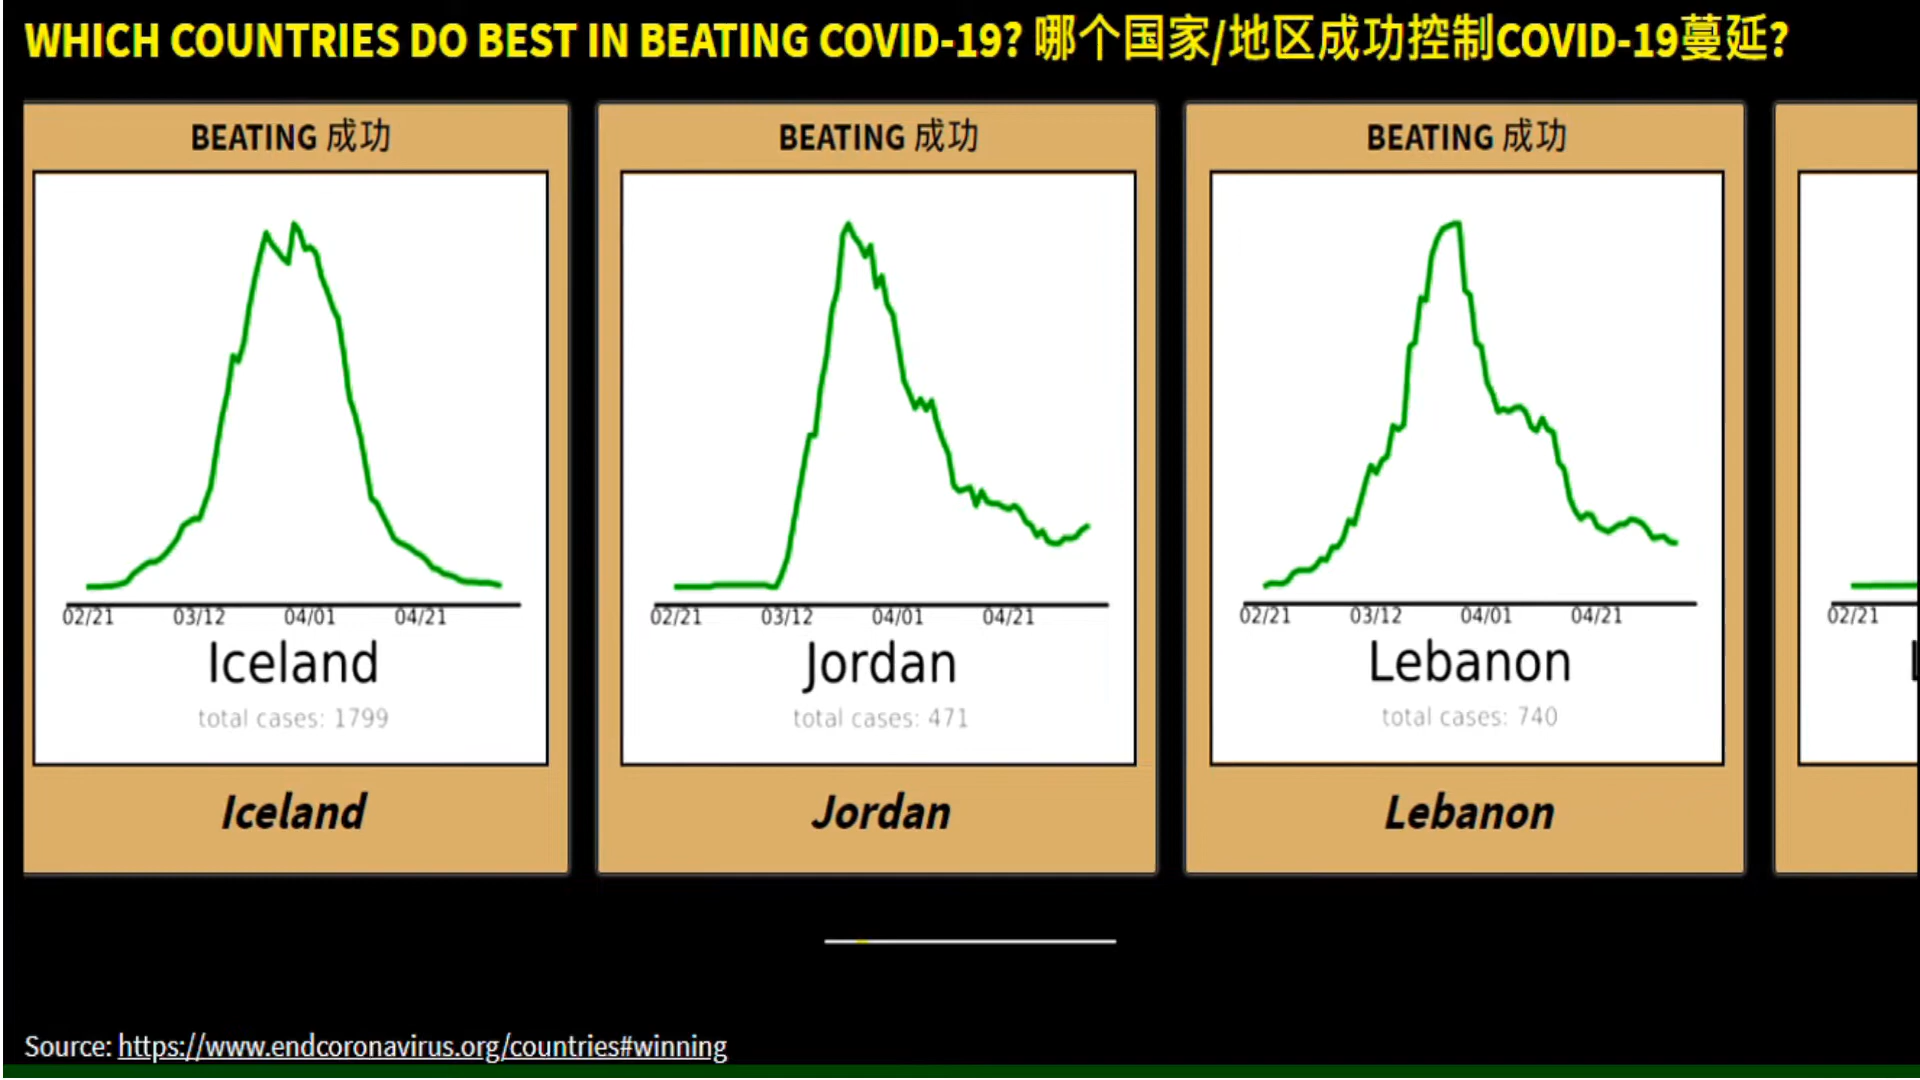 WHICH COUNTRIES DO BEST IN BEATING COVID-19? 哪个国家/地区成功控制COVID-19蔓延?
BEATING 成功
02/21 03/12 04/01 04/21
Iceland
total cases: 1799
Iceland
BEATING 成功
02/21 03/12 04/01 04/21
Jordan
total cases: 471
Jordan
BEATING 成功
02/21 03/12 04/01 04/21
Lebanon
total cases: 740
Lebanon
02/21
Source: https://www.endcoronavirus.org/countries#winning